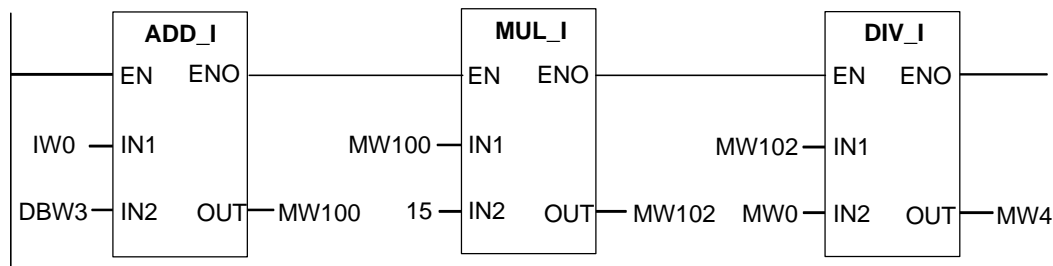 ADD_I MUL_I DIV_I
EN ENO EN ENO EN ENO
IW0 IN1 MW100 IN1 MW102 IN1
DBW3 IN2 OUT MW100 15 IN2 OUT MW102 MW0 IN2 OUT MW4